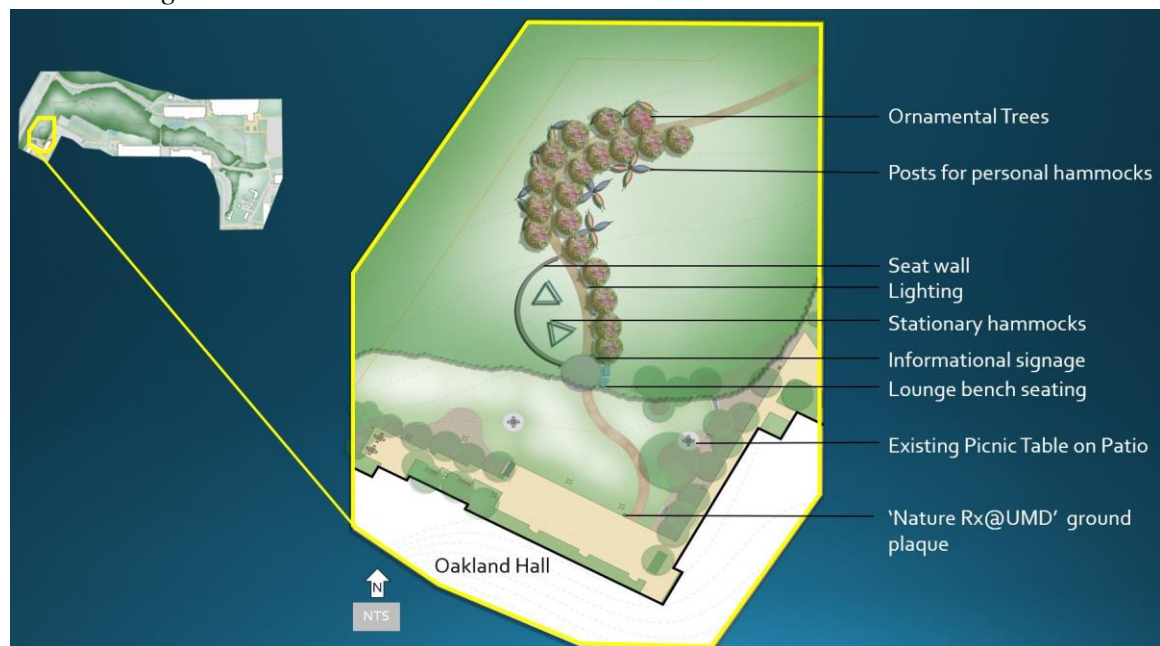 Ornamental Trees
Posts for personal hammocks
Seat wall
Lighting
Stationary hammocks
Informational signage
Lounge bench seating
Existing Picnic Table on Patio
‘Nature Rx@UMD’ ground
plaque
Oakland Hall
N
NTS